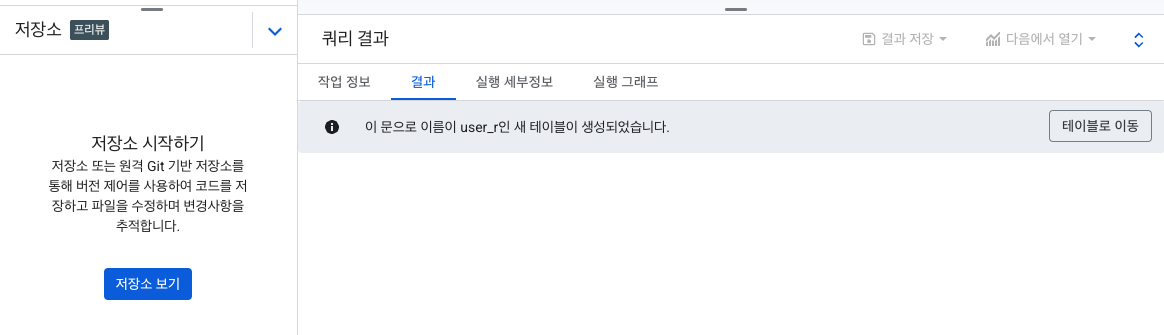 저장소 프리뷰
저장소 시작하기
저장소 또는 원격 Git 기반 저장소를
통해 버전 제어를 사용하여 코드를 저
장하고 파일을 수정하며 변경사항을
추적합니다.
저장소 보기
쿼리 결과 결과 저장 다음에서 열기
작업 정보 결과 실행 세부정보 실행 그래프
이 문으로 이름이 user_r인 새 테이블이 생성되었습니다. 테이블로 이동